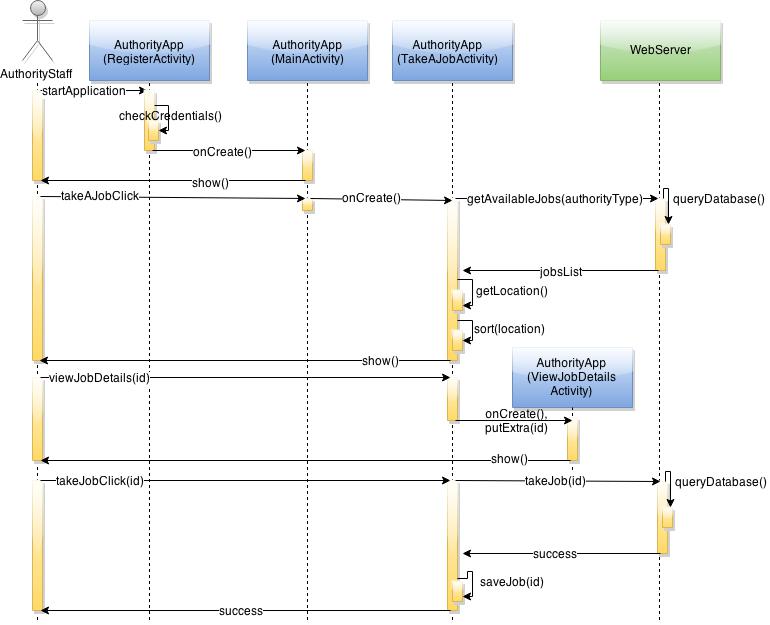 AuthorityStaff
AuthorityApp
(RegisterActivity)
AuthorityApp
(MainActivity)
AuthorityApp
(TakeAJobActivity)
WebServer
startApplication
checkCredentials()
onCreate()
show()
takeAJobClick
onCreate()
getAvailableJobs(authorityType)
queryDatabase()
jobsList
getLocation()
sort(location)
show()
AuthorityApp
(ViewJobDetails
Activity)
viewJobDetails(id)
onCreate(),
putExtra(id)
show()
takeJobClick(id)
takeJob(id)
queryDatabase()
success
saveJob(id)
success